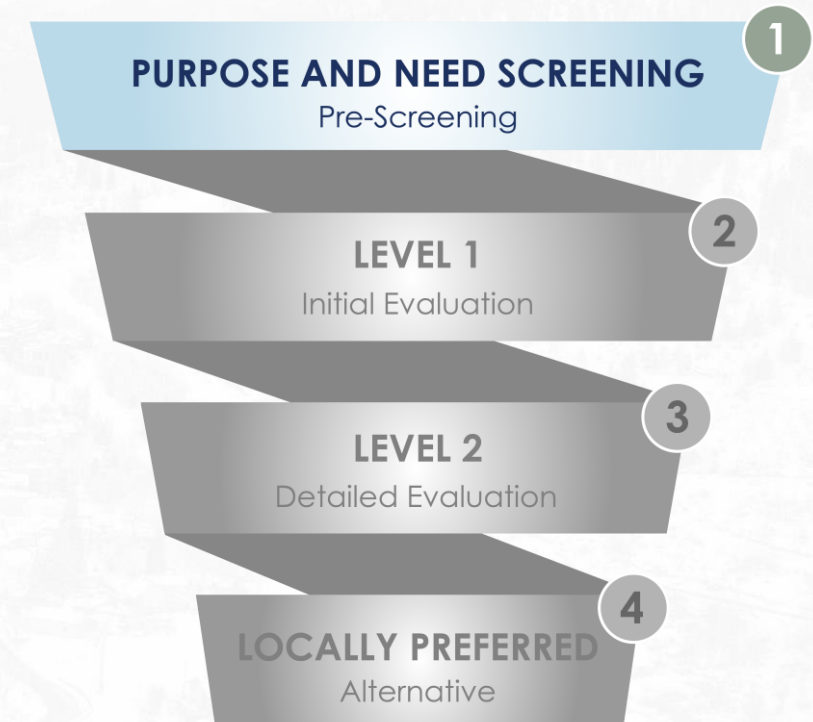 1
PURPOSE AND NEED SCREENING
Pre-Screening
2
LEVEL 1
Initial Evaluation
3
LEVEL 2
Detailed Evaluation
4
LOCALLY PREFERRED
Alternative